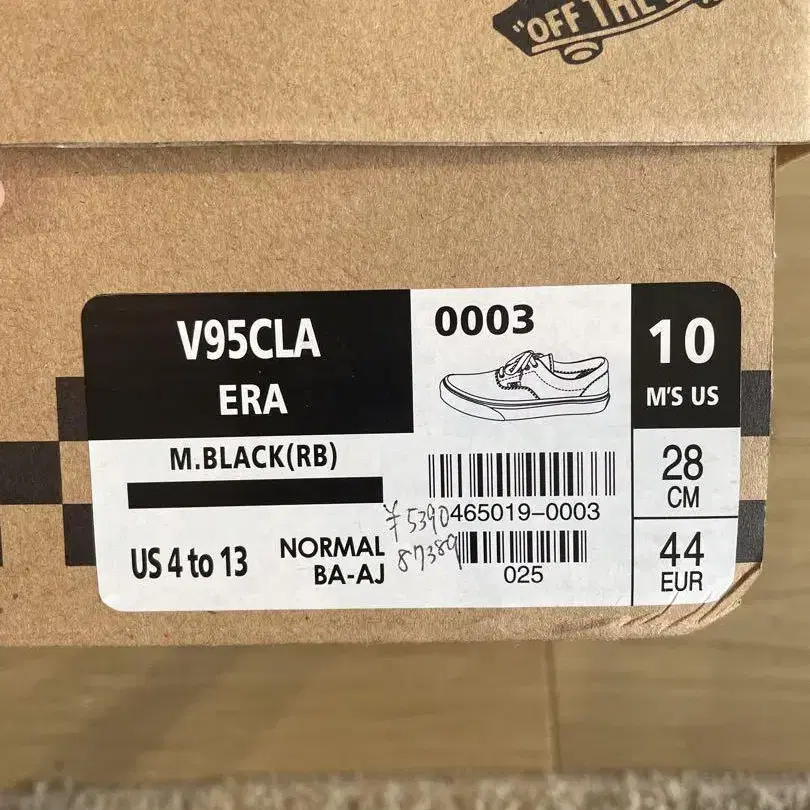 "OFF THE
V95CLA
ERA
M.BLACK(RB)
US 4 to 13
NORMAL
BA-AJ
0003
¥5390
465019-0003
87389
025
10
M'S US
28
CM
44
EUR